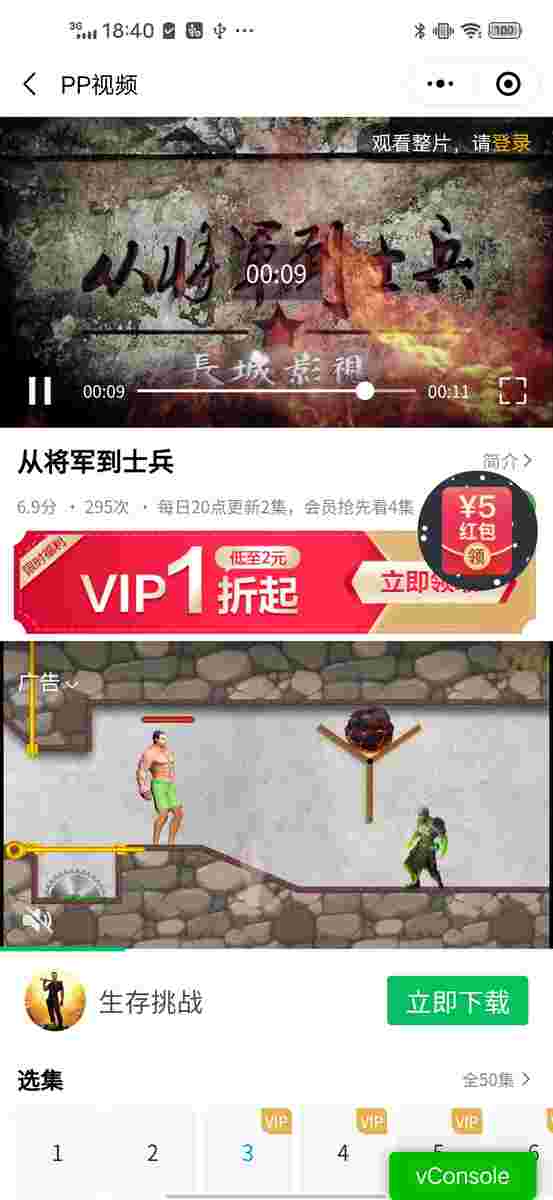 3G 18:40 100
PP视频
观看整片，请登录
从将军到士兵
00:09
長城影視
00:09 00:11
从将军到士兵 简介
6.9分 · 295次 · 每日20点更新2集，会员抢先看4集
¥5
红包
领
限时福利
VIP1折起
低至2元
立即领
广告
生存挑战 立即下载
选集 全50集
VIP VIP VIP
1 2 3 4 5 6
vConsole